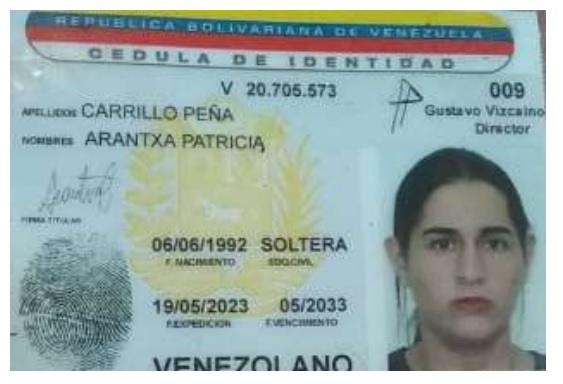 REPUBLICA BOLIVARIANA DE VENEZUELA
CEDULA DE IDENTIDAD
V 20.705.573
009
APELLIDOS CARRILLO PEÑA
Gustavo Vizcaino
Director
NOMBRES ARANTXA PATRICIA
FIRMA TITULAR
06/06/1992 SOLTERA
F. NACIMIENTO EDO.CIVIL
19/05/2023 05/2033
F.EXPEDICION F.VENCIMIENTO
VENEZOLANO